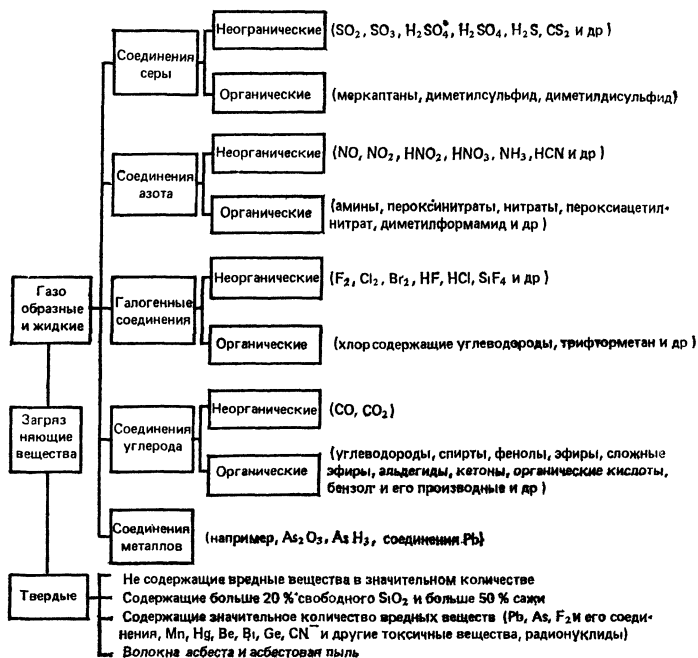 Неогранические
(SO₂, SO₃, H₂SO₄, H₂SO₄, H₂S, CS₂ и др )
Соединения
серы
Органические
(меркаптаны, диметилсульфид, диметилдисульфид)
Неорганические
(NO, NO₂, HNO₂, HNO₃, NH₃, HCN и др )
Соединения
азота
Органические
(амины, пероксинитраты, нитраты, пероксиацетил-
нитрат, диметилформамид и др )
Газо
образные
и жидкие
Галогенные
соединения
Неорганические
(F₂, Cl₂, Br₂, HF, HCl, SiF₄ и др )
Органические
(хлор содержащие углеводороды, трифторметан и др )
Загряз
няющие
вещества
Соединения
углерода
Неорганические
(CO, CO₂)
Органические
(углеводороды, спирты, фенолы, эфиры, сложные
эфиры, альдегиды, кетоны, органические кислоты,
бензол и его производные и др )
Соединения
металлов
(например, As₂O₃, As H₃, соединения Pb)
Твердые
Не содержащие вредные вещества в значительном количестве
Содержащие больше 20 % свободного SiO₂ и больше 50 % сажи
Содержащие значительное количество вредных веществ (Pb, As, F₂ и его соеди-
нения, Mn, Hg, Be, Bi, Ge, CN⁻ и другие токсичные вещества, радионуклиды)
Волокна асбеста и асбестовая пыль